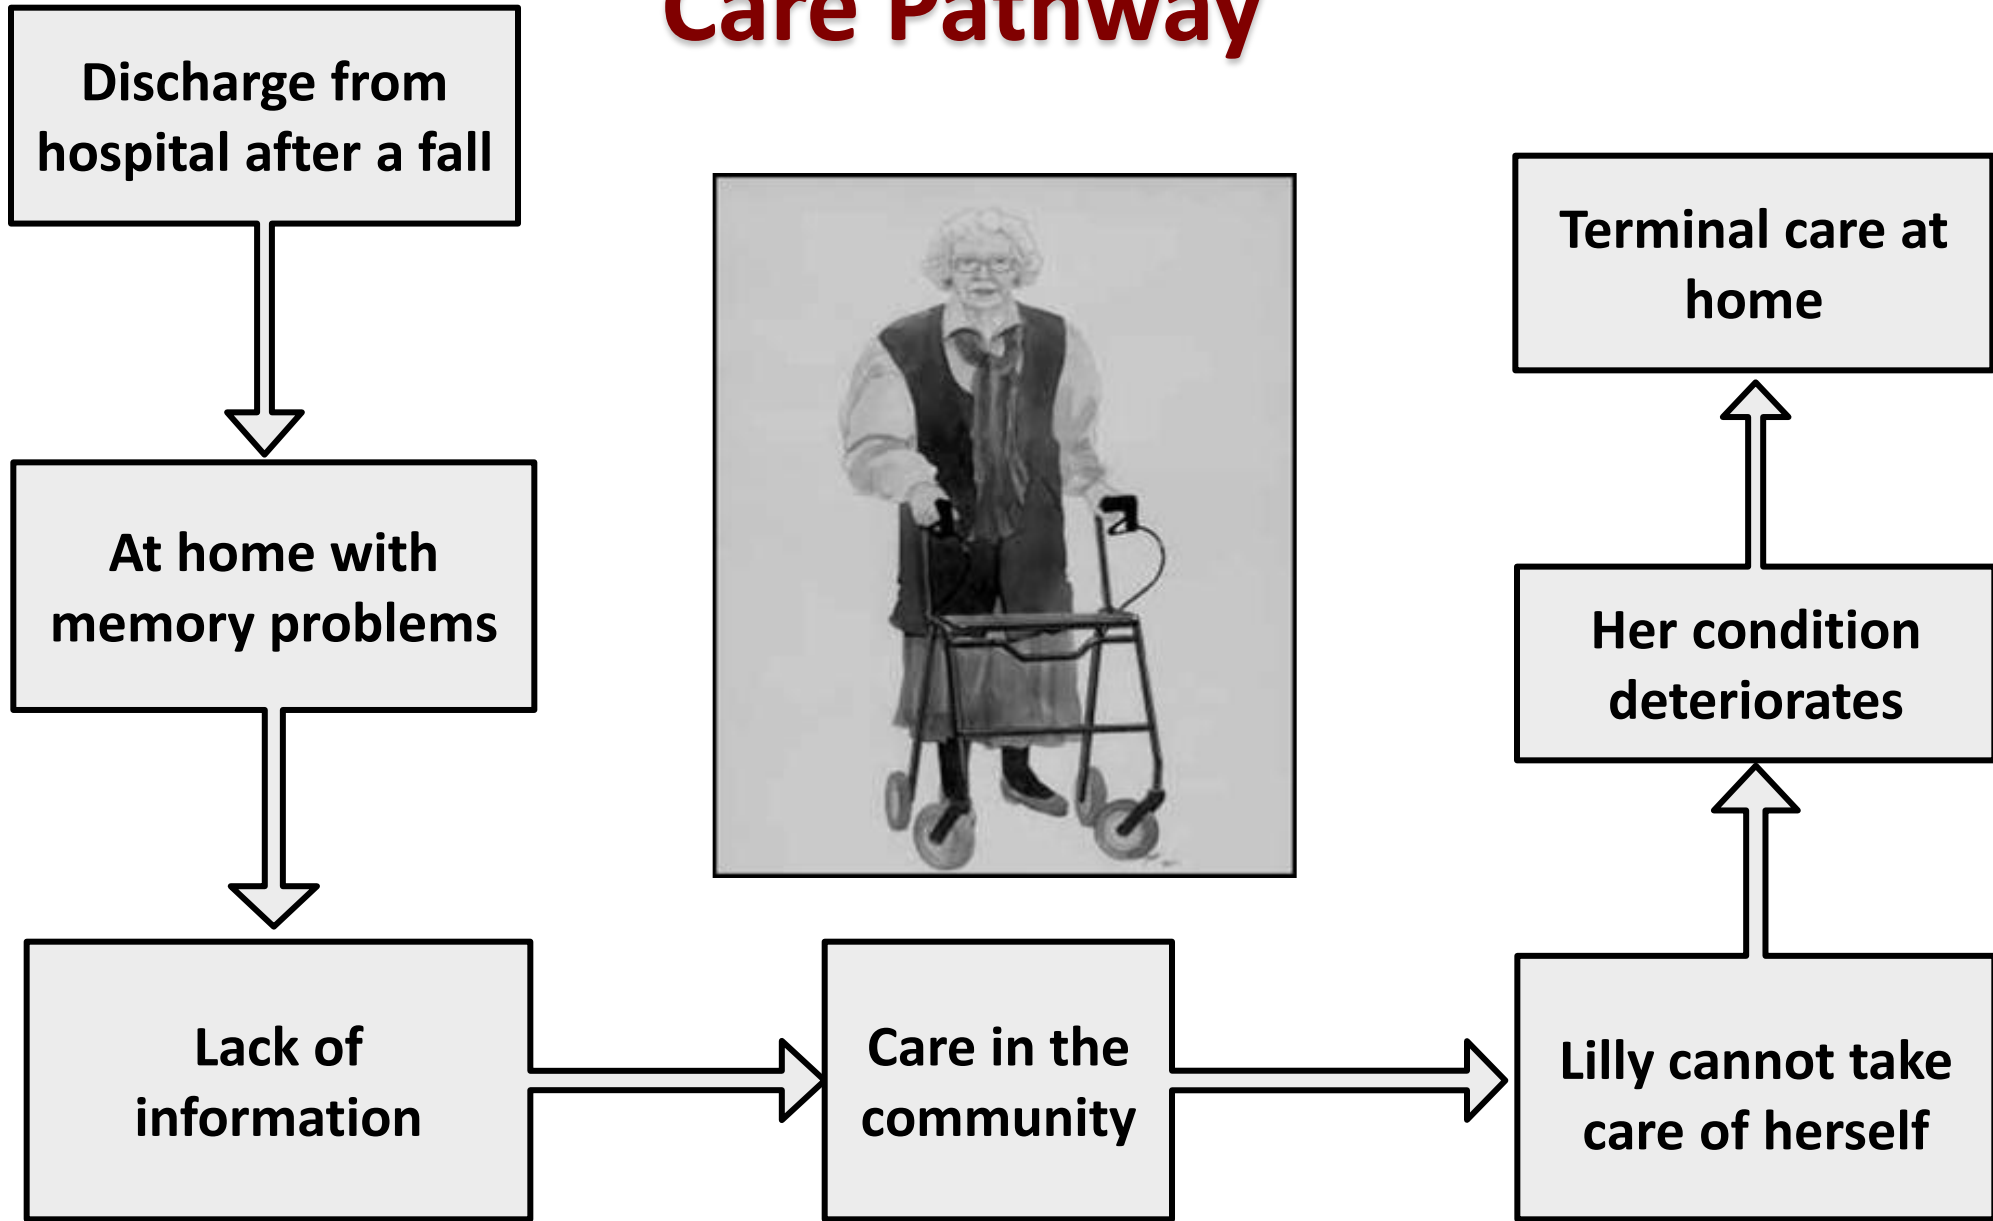 Care Pathway
Discharge from
hospital after a fall
At home with
memory problems
Lack of
information
Care in the
community
Lilly cannot take
care of herself
Her condition
deteriorates
Terminal care at
home